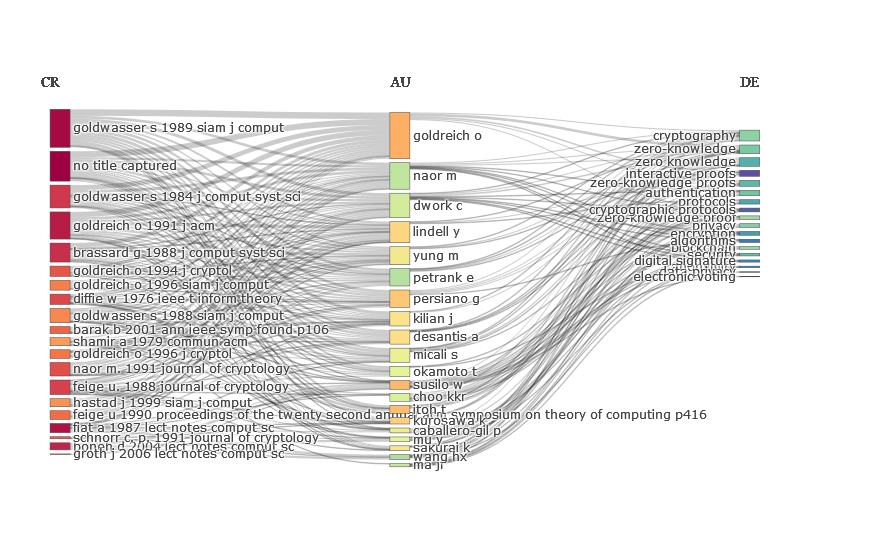 CR
AU
DE
goldwasser s 1989 siam j comput
no title captured
goldwasser s 1984 j comput syst sci
goldreich o 1991 j acm
brassard g 1988 j comput syst sci
goldreich o 1994 j cryptol
goldreich o 1996 siam j comput
diffie w 1976 ieee t inform theory
goldwasser s 1988 siam j comput
barak b 2001 ann ieee symp found p106
shamir a 1979 commun acm
goldreich o 1996 j cryptol
naor m. 1991 journal of cryptology
feige u. 1988 journal of cryptology
hastad j 1999 siam j comput
feige u 1990 proceedings of the twenty second annual acm symposium on theory of computing p416
fiat a 1987 lect notes comput sc
schnorr c. p. 1991 journal of cryptology
boneh d 2004 lect notes comput sc
groth j 2006 lect notes comput sc
goldreich o
naor m
dwork c
lindell y
yung m
petrank e
persiano g
kilian j
desantis a
micali s
okamoto t
susilo w
choo kkr
itoh t
kurosawa k
caballero-gil p
mu y
sakurai k
wang hx
ma jf
cryptography
zero-knowledge
zero knowledge
interactive proofs
zero-knowledge proofs
authentication
protocols
cryptographic protocols
zero-knowledge proof
privacy
encryption
algorithms
blockchain
security
digital signature
data privacy
electronic voting